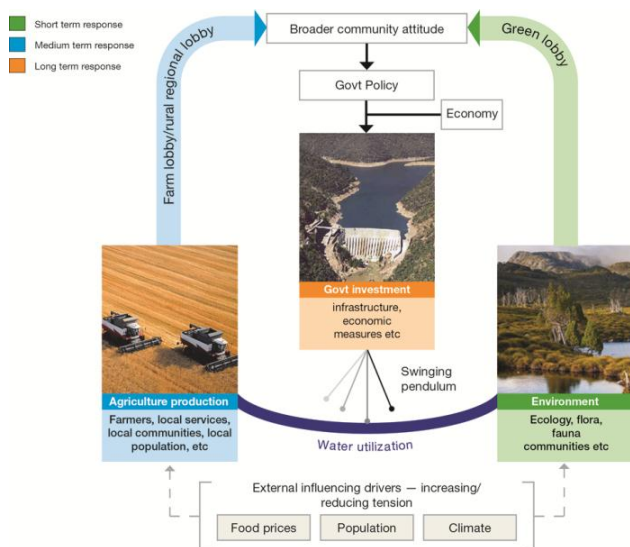 Short term response
Medium term response
Long term response
Broader community attitude
Govt Policy
Economy
Farm lobby/rural regional lobby
Green lobby
Govt investment
infrastructure,
economic
measures etc
Swinging
pendulum
Agriculture production
Farmers, local services,
local communities, local
population, etc
Environment
Ecology, flora,
fauna
communities etc
Water utilization
External influencing drivers — increasing/
reducing tension
Food prices
Population
Climate